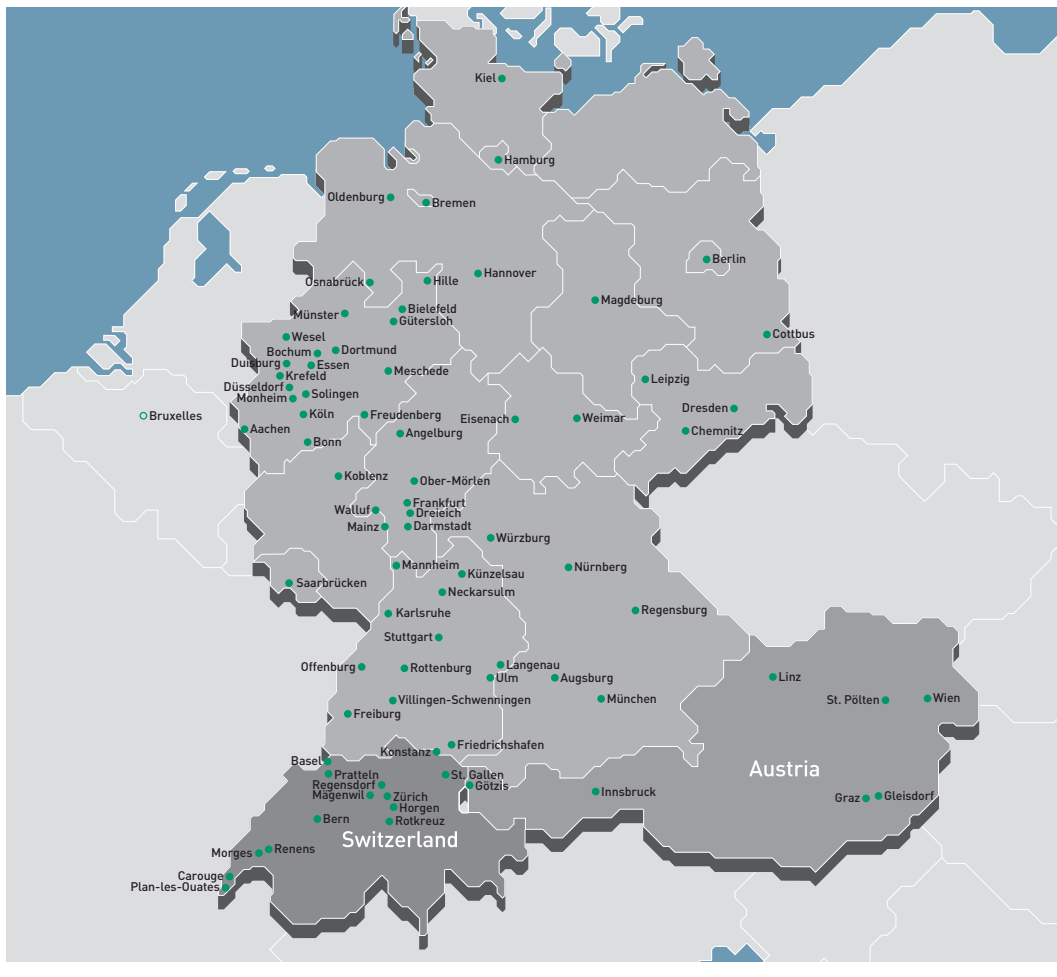 Kiel
Hamburg
Oldenburg
Bremen
Berlin
Hannover
Osnabrück
Hille
Magdeburg
Bielefeld
Münster
Gütersloh
Cottbus
Wesel
Dortmund
Bochum
Duisburg
Essen
Meschede
Krefeld
Leipzig
Düsseldorf
Solingen
Monheim
Dresden
Bruxelles
Köln
Freudenberg
Eisenach
Weimar
Aachen
Angelburg
Chemnitz
Bonn
Koblenz
Ober-Mörlen
Frankfurt
Walluf
Dreieich
Mainz
Darmstadt
Würzburg
Mannheim
Nürnberg
Künzelsau
Saarbrücken
Neckarsulm
Karlsruhe
Regensburg
Stuttgart
Offenburg
Rottenburg
Langenau
Ulm
Augsburg
Linz
Villingen-Schwenningen
München
St. Pölten
Wien
Freiburg
Friedrichshafen
Konstanz
Basel
Austria
Pratteln
St. Gallen
Regensdorf
Götzis
Mägenwil
Zürich
Innsbruck
Graz
Gleisdorf
Horgen
Bern
Rotkreuz
Switzerland
Renens
Morges
Carouge
Plan-les-Ouates